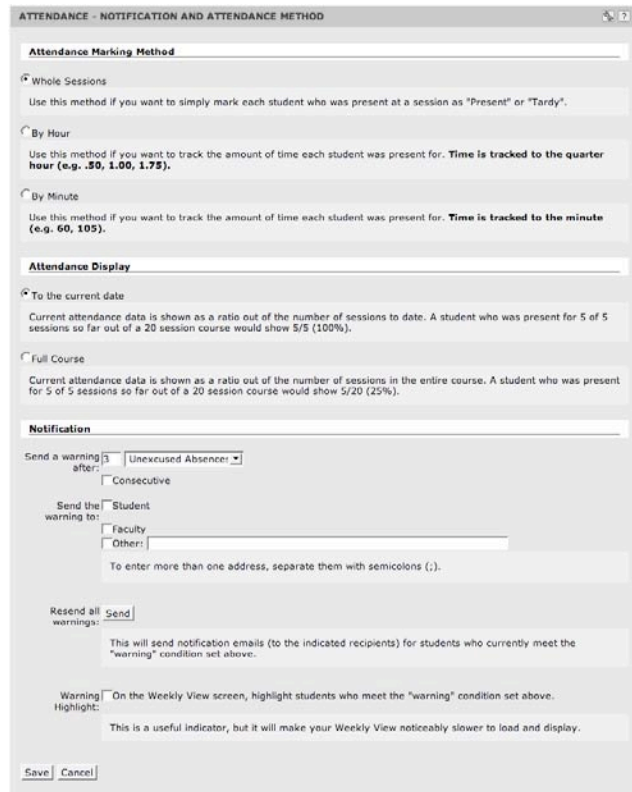 ATTENDANCE - NOTIFICATION AND ATTENDANCE METHOD
?
Attendance Marking Method
Whole Sessions
Use this method if you want to simply mark each student who was present at a session as "Present" or "Tardy".
By Hour
Use this method if you want to track the amount of time each student was present for. Time is tracked to the quarter
hour (e.g. .50, 1.00, 1.75).
By Minute
Use this method if you want to track the amount of time each student was present for. Time is tracked to the minute
(e.g. 60, 105).
Attendance Display
To the current date
Current attendance data is shown as a ratio out of the number of sessions to date. A student who was present for 5 of 5
sessions so far out of a 20 session course would show 5/5 (100%).
Full Course
Current attendance data is shown as a ratio out of the number of sessions in the entire course. A student who was present
for 5 of 5 sessions so far out of a 20 session course would show 5/20 (25%).
Notification
Send a warning after: 3 Unexcused Absences
Consecutive
Send the warning to: Student
Faculty
Other:
To enter more than one address, separate them with semicolons (;).
Resend all warnings: Send
This will send notification emails (to the indicated recipients) for students who currently meet the
"warning" condition set above.
Warning Highlight: On the Weekly View screen, highlight students who meet the "warning" condition set above.
This is a useful indicator, but it will make your Weekly View noticeably slower to load and display.
Save Cancel